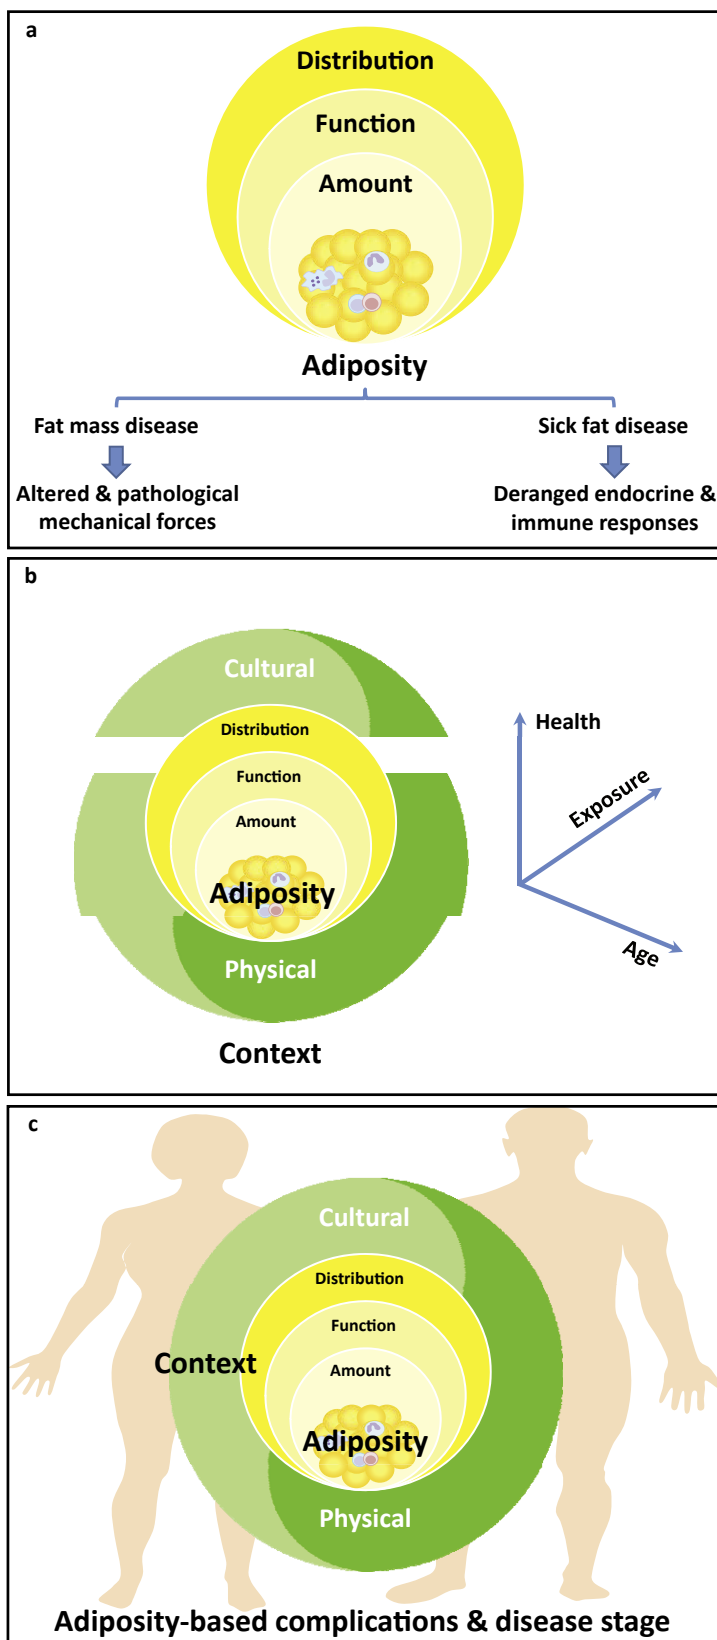 a
Distribution
Function
Amount
Adiposity
Fat mass disease
Sick fat disease
Altered & pathological
mechanical forces
Deranged endocrine &
immune responses
b
Cultural
Distribution
Function
Amount
Adiposity
Physical
Context
Health
Exposure
Age
c
Cultural
Distribution
Function
Context
Amount
Adiposity
Physical
Adiposity-based complications & disease stage